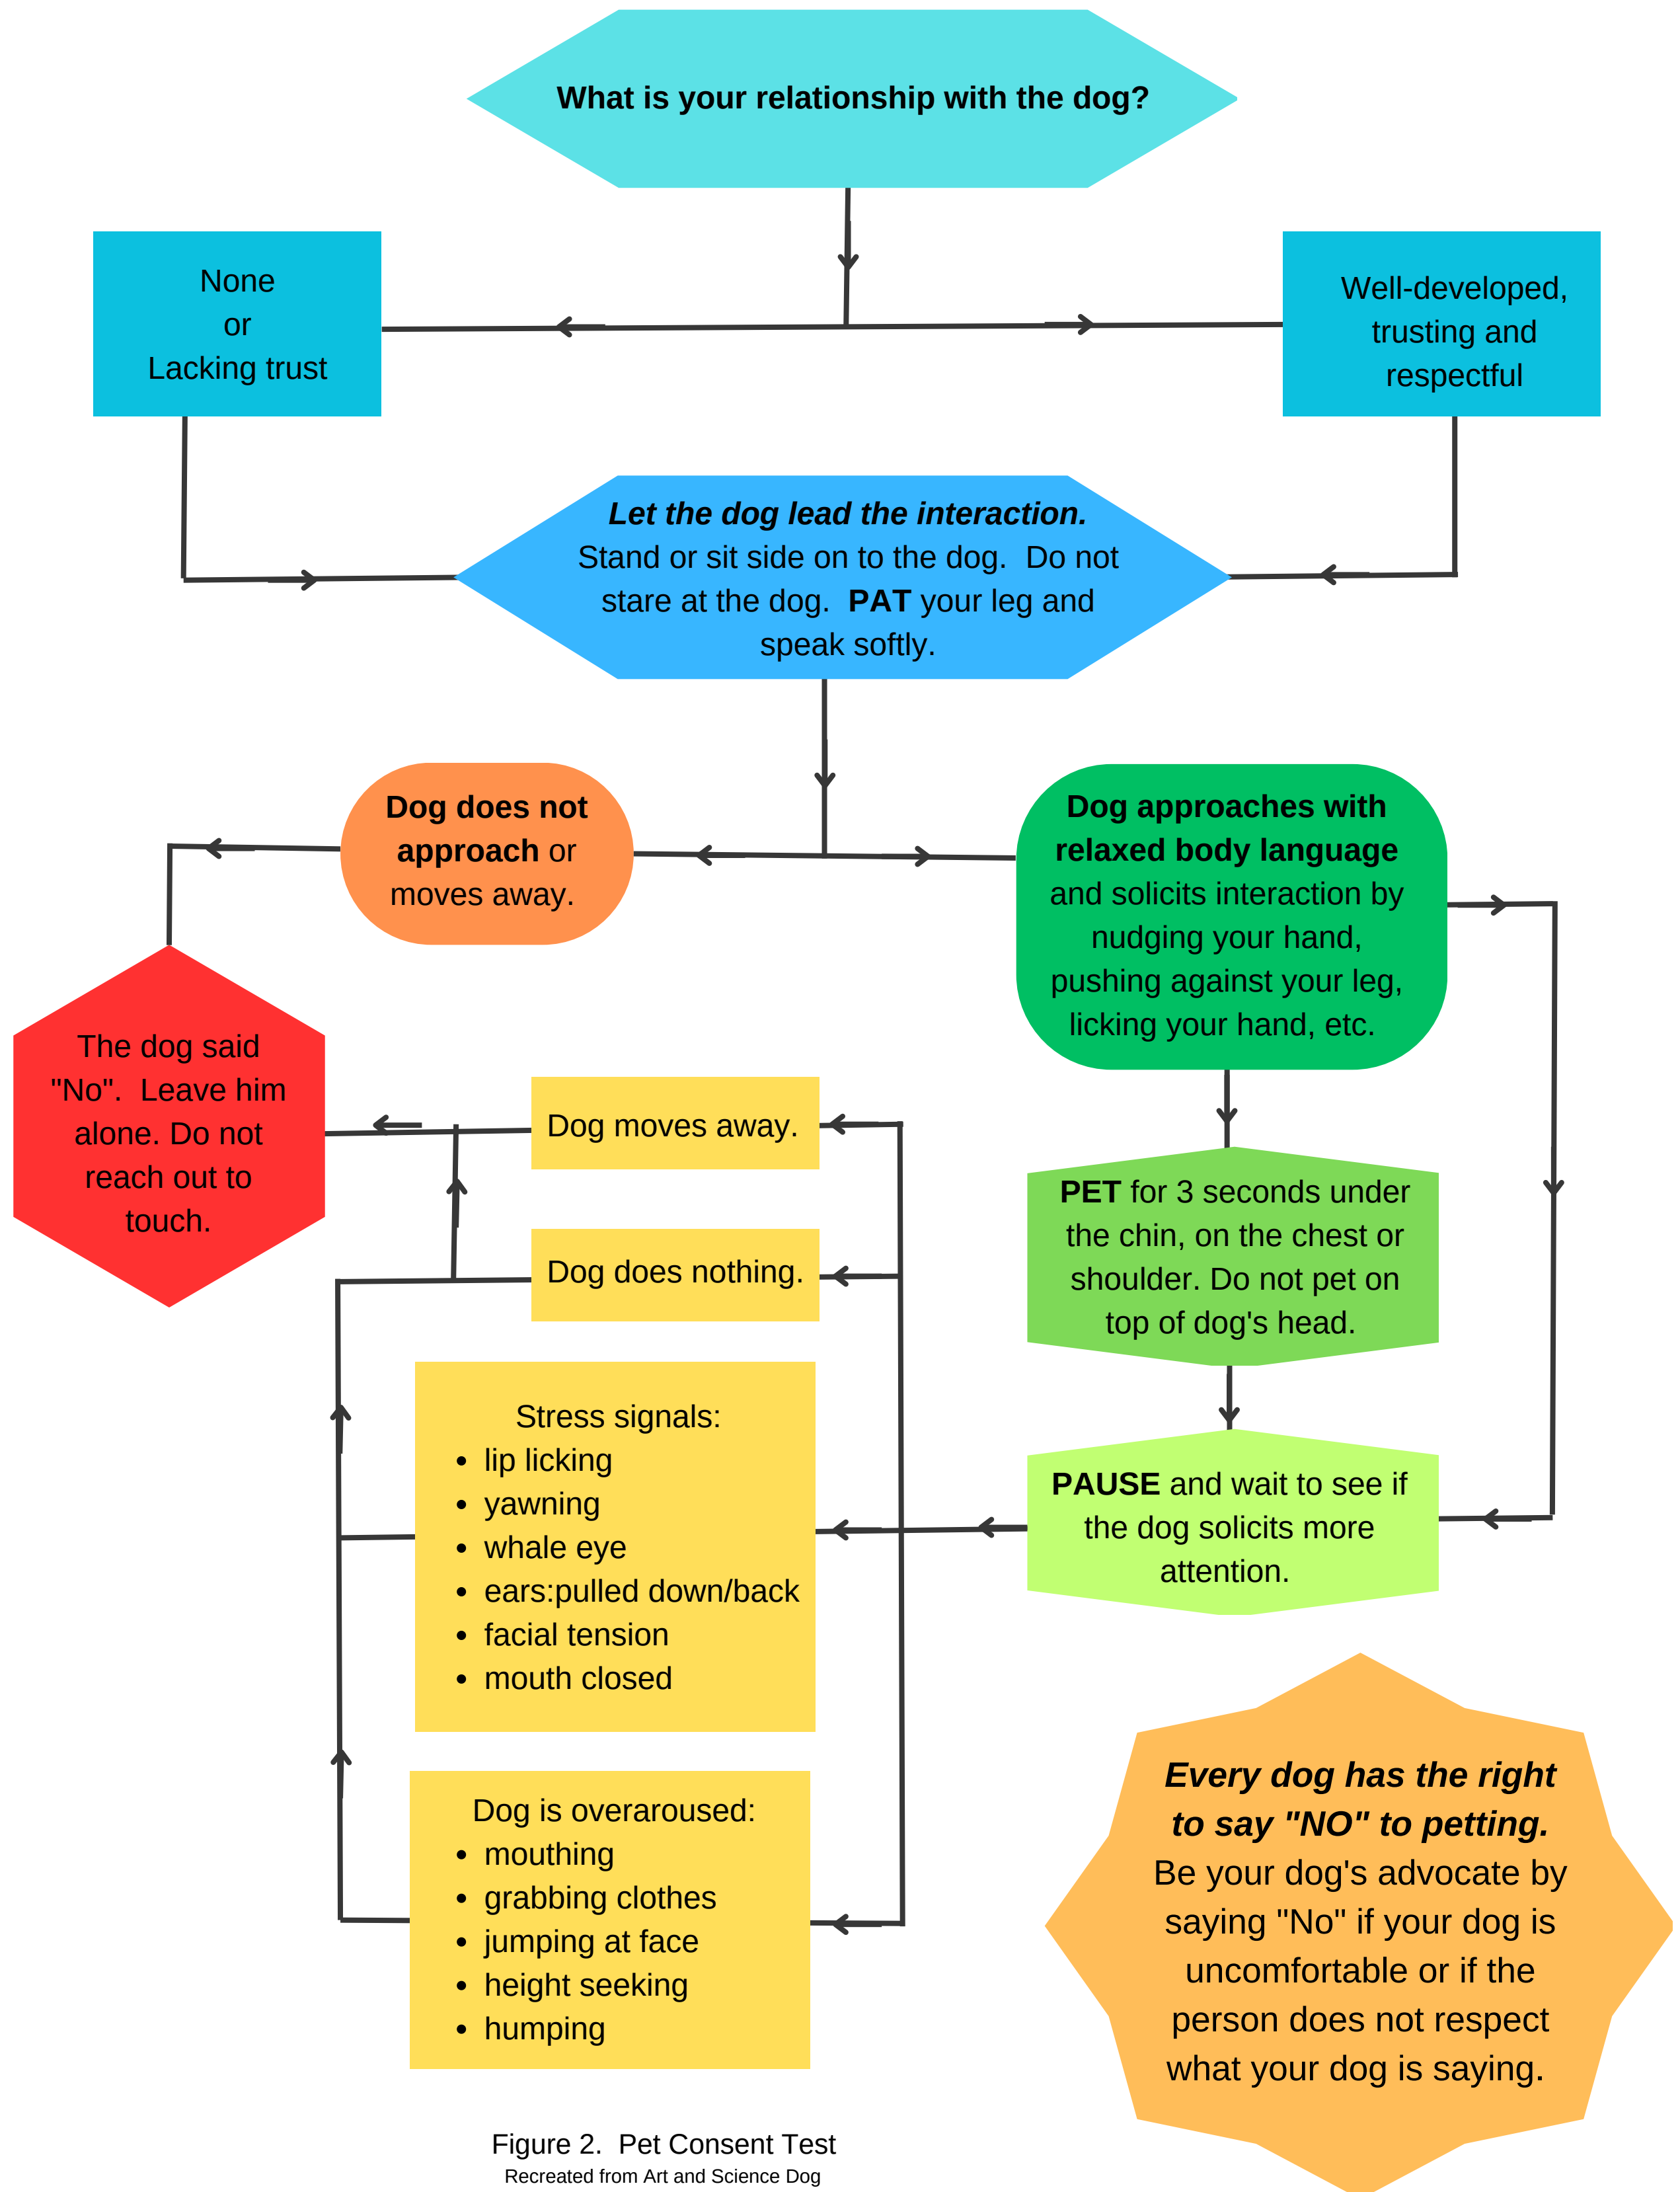 What is your relationship with the dog?
None
or
Lacking trust
Well-developed,
trusting and
respectful
Let the dog lead the interaction.
Stand or sit side on to the dog.  Do not
stare at the dog.  PAT your leg and
speak softly.
Dog does not
approach or
moves away.
Dog approaches with
relaxed body language
and solicits interaction by
nudging your hand,
pushing against your leg,
licking your hand, etc.
The dog said
"No".  Leave him
alone. Do not
reach out to
touch.
Dog moves away.
PET for 3 seconds under
the chin, on the chest or
shoulder. Do not pet on
top of dog's head.
Dog does nothing.
Stress signals:
• lip licking
• yawning
• whale eye
• ears:pulled down/back
• facial tension
• mouth closed
PAUSE and wait to see if
the dog solicits more
attention.
Dog is overaroused:
• mouthing
• grabbing clothes
• jumping at face
• height seeking
• humping
Every dog has the right
to say "NO" to petting.
Be your dog's advocate by
saying "No" if your dog is
uncomfortable or if the
person does not respect
what your dog is saying.
Figure 2.  Pet Consent Test
Recreated from Art and Science Dog